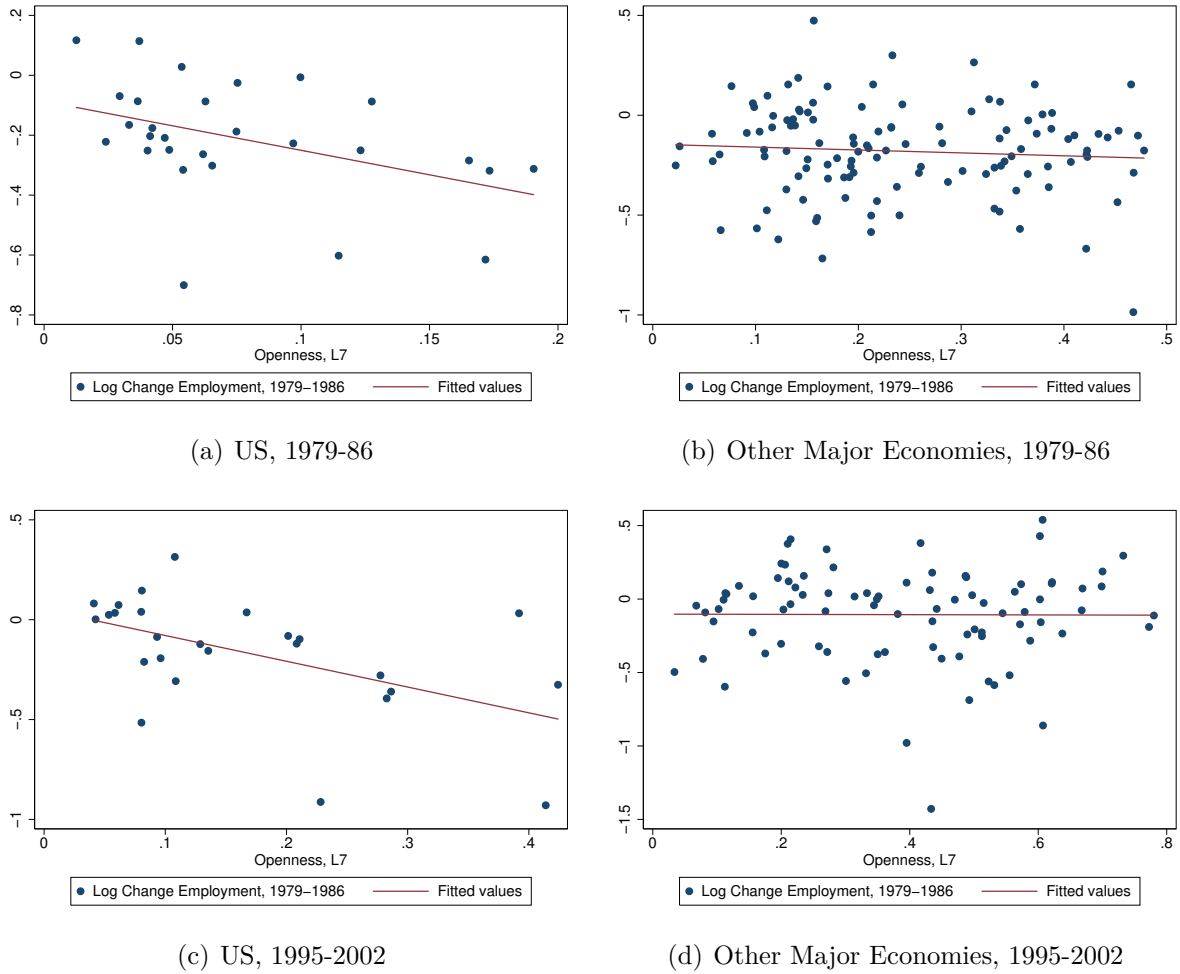 .2
0
-.2
-.4
-.6
-.8
0 .05 .1 .15 .2
Openness, L7
Log Change Employment, 1979−1986 Fitted values
(a) US, 1979-86
.5
0
-.5
-1
0 .1 .2 .3 .4 .5
Openness, L7
Log Change Employment, 1979−1986 Fitted values
(b) Other Major Economies, 1979-86
.5
0
-.5
-1
0 .1 .2 .3 .4
Openness, L7
Log Change Employment, 1979−1986 Fitted values
(c) US, 1995-2002
.5
0
-.5
-1
-1.5
0 .2 .4 .6 .8
Openness, L7
Log Change Employment, 1979−1986 Fitted values
(d) Other Major Economies, 1995-2002